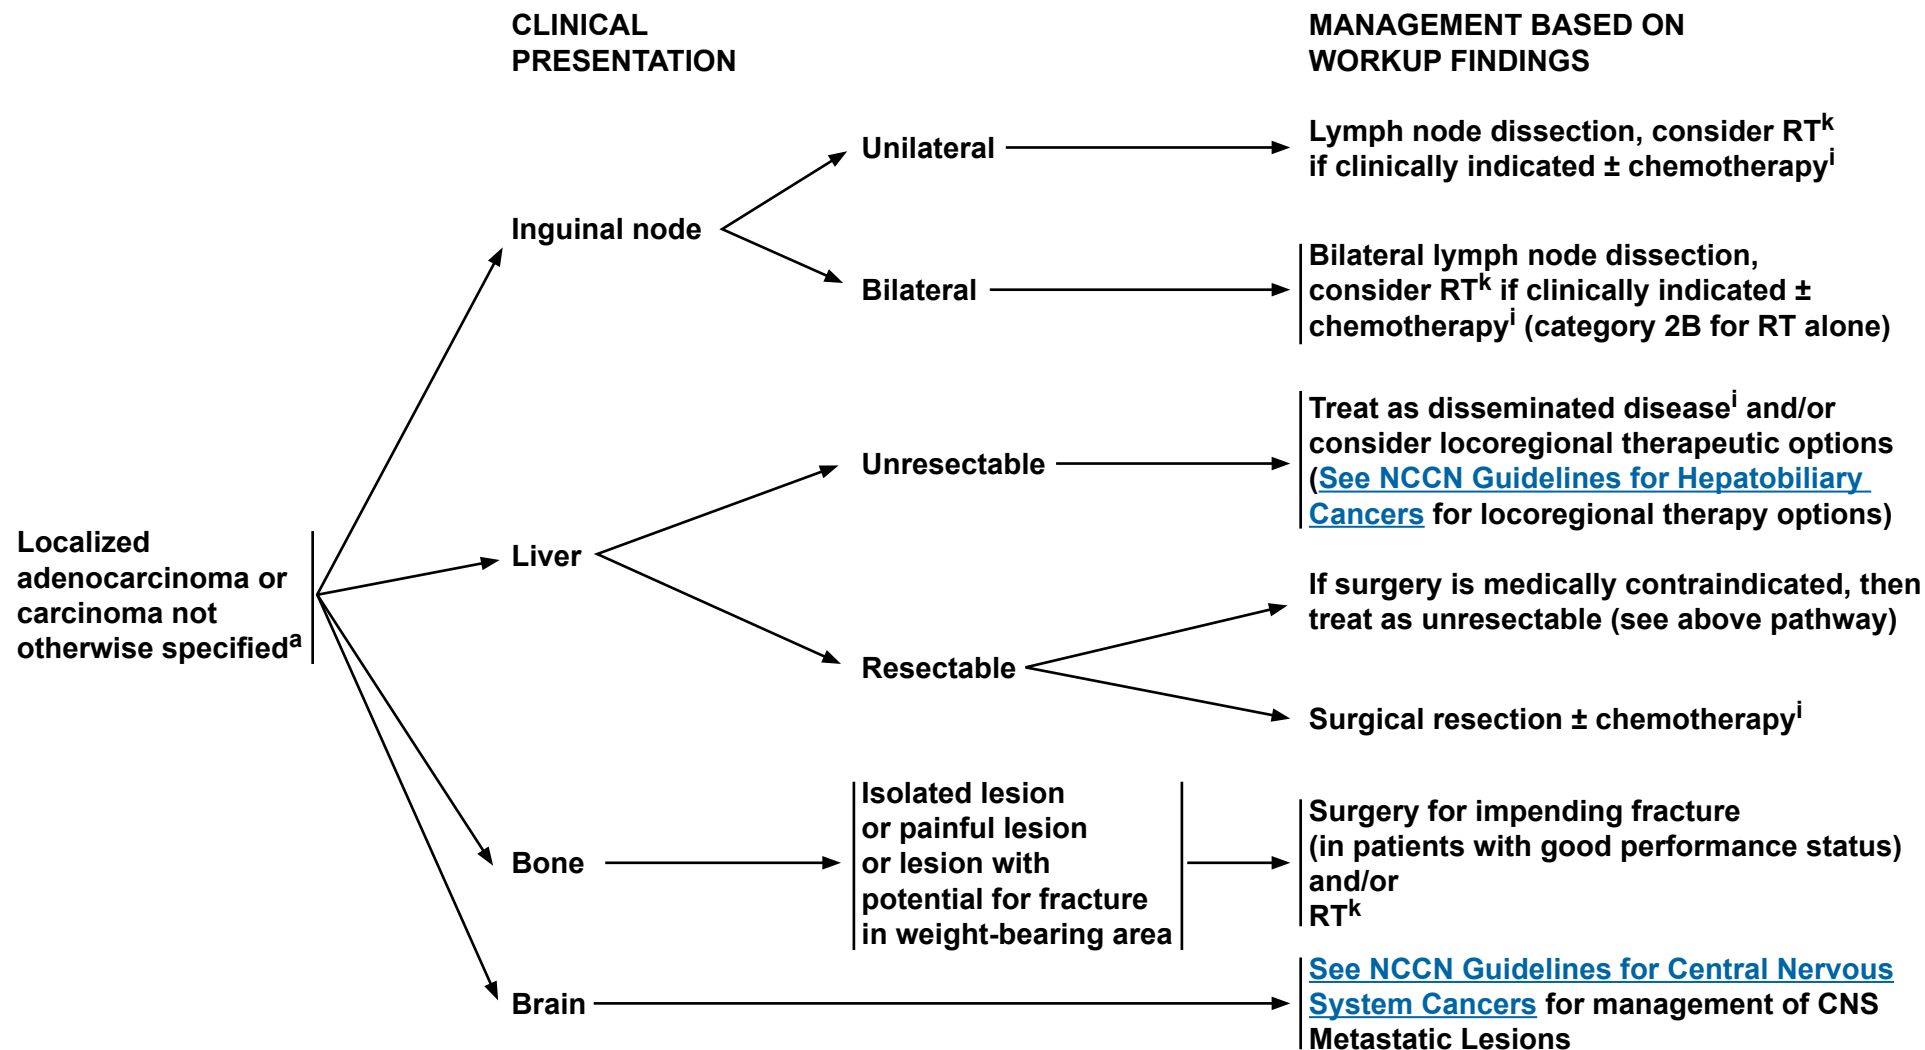 CLINICAL
PRESENTATION
MANAGEMENT BASED ON
WORKUP FINDINGS
Localized
adenocarcinoma or
carcinoma not
otherwise specifiedᵃ
Inguinal node
Unilateral
Lymph node dissection, consider RTᵏ
if clinically indicated ± chemotherapyⁱ
Bilateral
Bilateral lymph node dissection,
consider RTᵏ if clinically indicated ±
chemotherapyⁱ (category 2B for RT alone)
Liver
Unresectable
Treat as disseminated diseaseⁱ and/or
consider locoregional therapeutic options
(See NCCN Guidelines for Hepatobiliary
Cancers for locoregional therapy options)
Resectable
If surgery is medically contraindicated, then
treat as unresectable (see above pathway)
Surgical resection ± chemotherapyⁱ
Bone
Isolated lesion
or painful lesion
or lesion with
potential for fracture
in weight-bearing area
Surgery for impending fracture
(in patients with good performance status)
and/or
RTᵏ
Brain
See NCCN Guidelines for Central Nervous
System Cancers for management of CNS
Metastatic Lesions